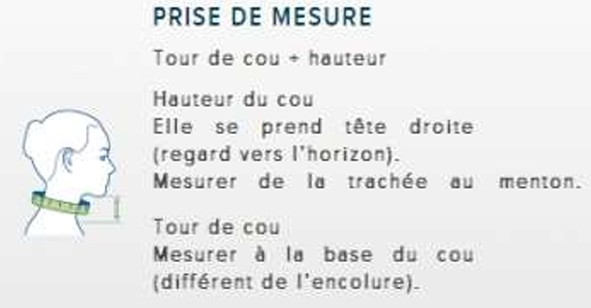 PRISE DE MESURE
Tour de cou + hauteur
Hauteur du cou
Elle se prend tête droite
(regard vers l'horizon).
Mesurer de la trachée au menton.
Tour de cou
Mesurer à la base du cou
(différent de l'encolure).